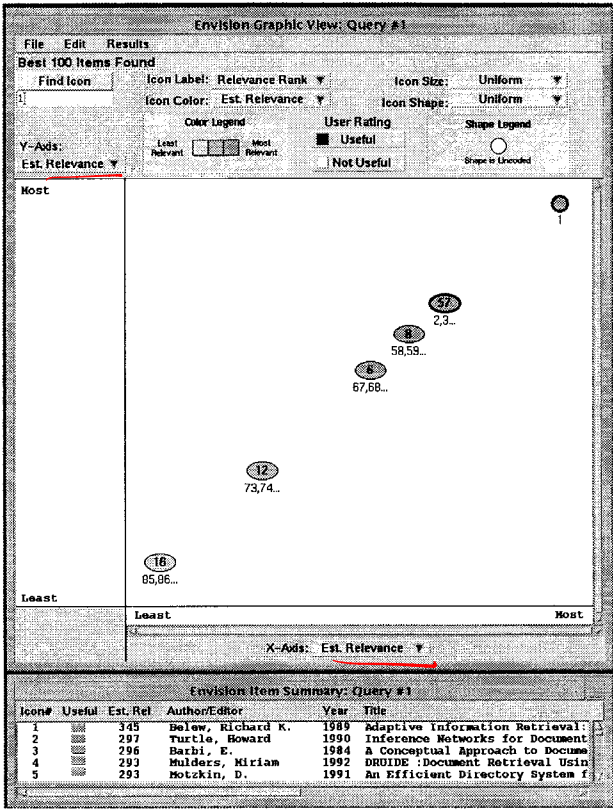 Envision Graphic View: Query #1
File Edit Results
Best 100 Items Found
Find Icon
1
Icon Label: Relevance Rank
Icon Size: Uniform
Icon Color: Est. Relevance
Icon Shape: Uniform
Y-Axis:
Est. Relevance
Color Legend
Least Relevant
Most Relevant
User Rating
Useful
Not Useful
Shape Legend
Shape is Uncoded
Most
1
57
2,3...
8
58,59...
6
67,68...
12
73,74...
16
85,86...
Least
Least Most
X-Axis: Est. Relevance
Envision Item Summary: Query #1
Icon# Useful Est. Rel Author/Editor Year Title
1 345 Belew, Richard K. 1989 Adaptive Information Retrieval:
2 297 Turtle, Howard 1990 Inference Networks for Document
3 296 Barbi, E. 1984 A Conceptual Approach to Docume
4 293 Mulders, Miriam 1992 DRUIDE :Document Retrieval Usin
5 293 Motzkin, D. 1991 An Efficient Directory System f